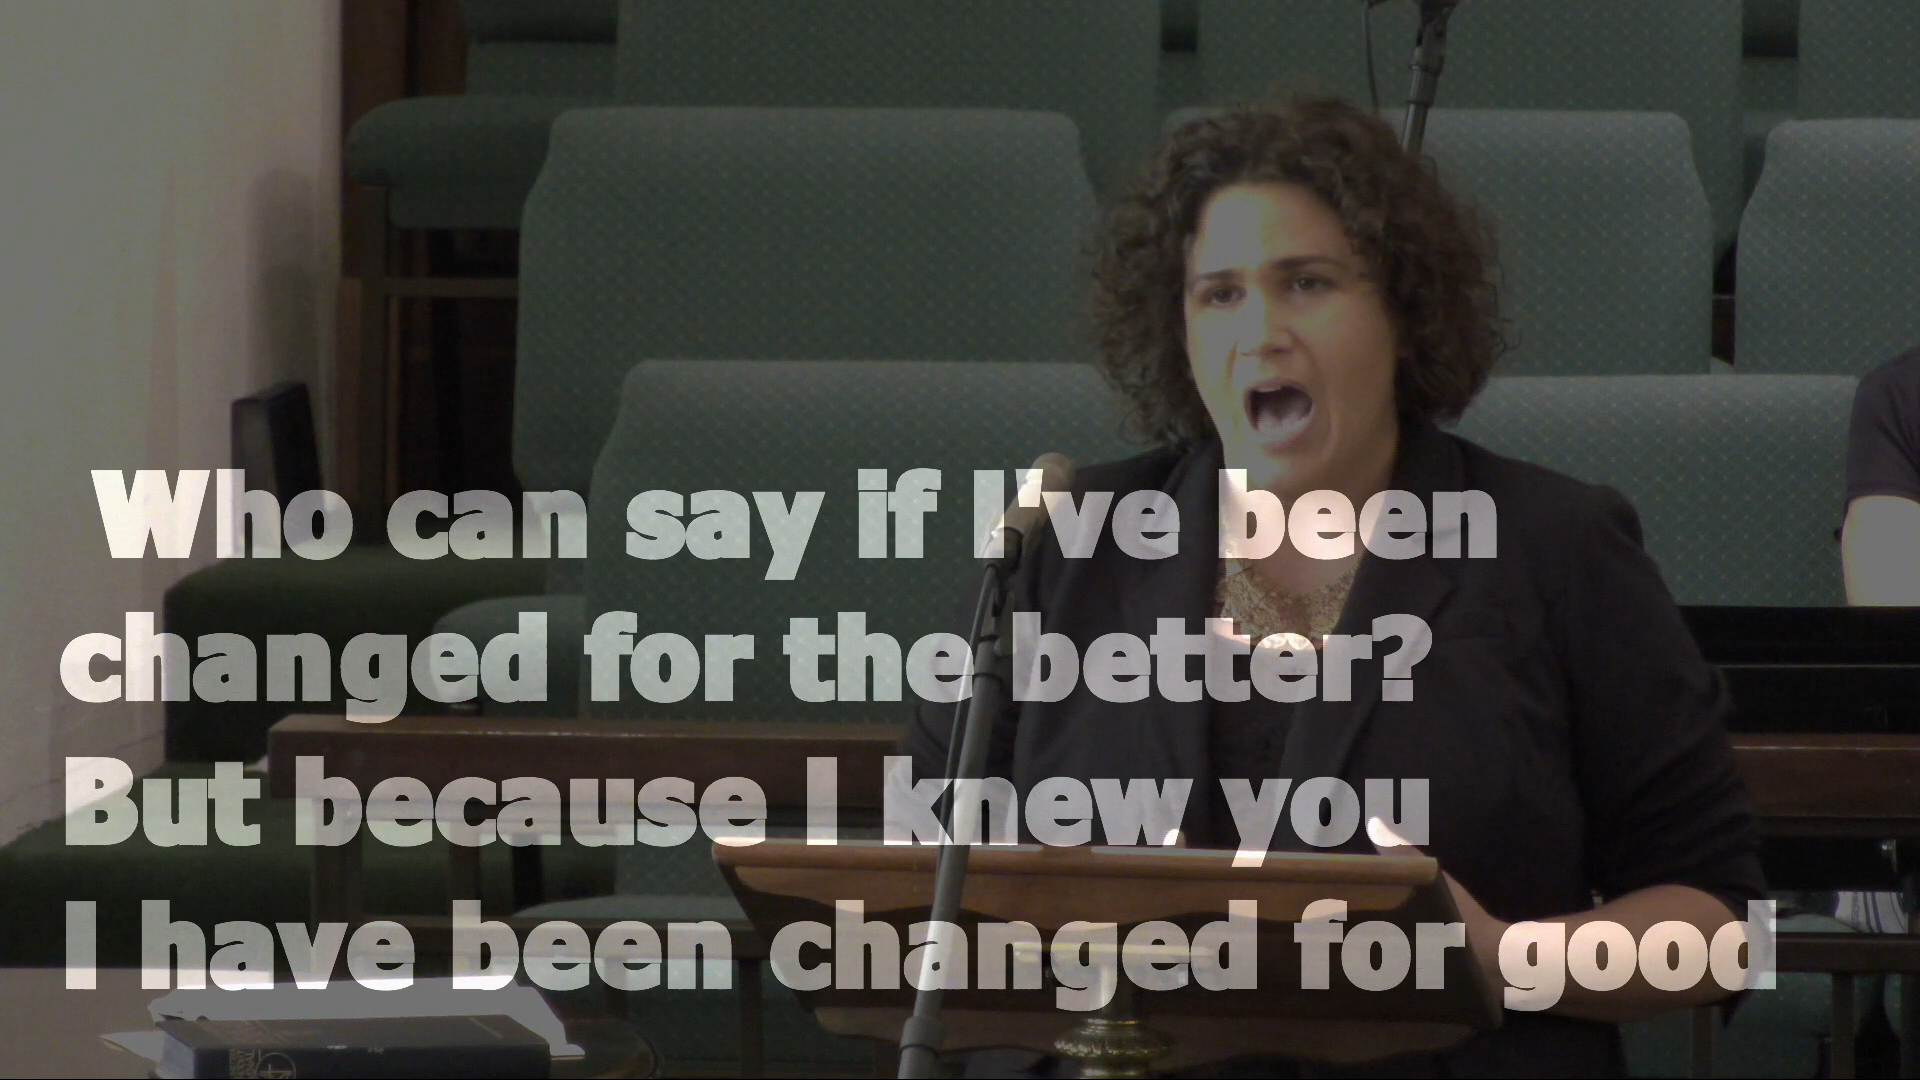 Who can say if I've been
changed for the better?
But because I knew you
I have been changed for good